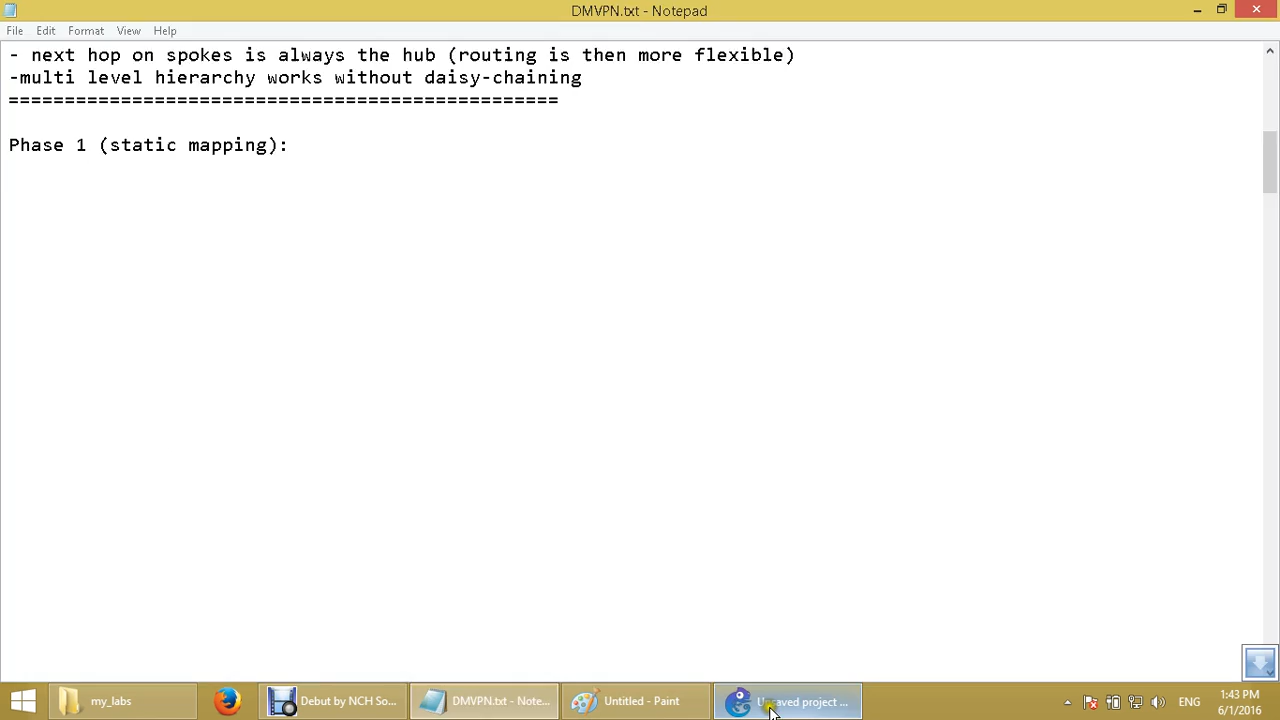 DMVPN.txt - Notepad
File Edit Format View Help
- next hop on spokes is always the hub (routing is then more flexible)
-multi level hierarchy works without daisy-chaining
=================================================
Phase 1 (static mapping):
my_labs
Debut by NCH So...
DMVPN.txt - Note...
Untitled - Paint
Unsaved project ...
ENG
1:43 PM
6/1/2016